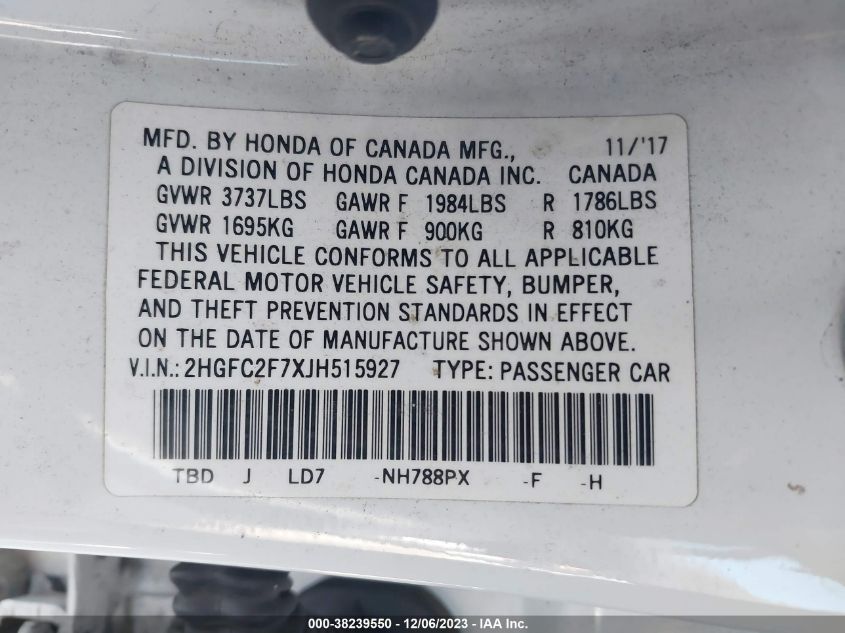 MFD. BY HONDA OF CANADA MFG., 11/'17
A DIVISION OF HONDA CANADA INC. CANADA
GVWR 3737LBS GAWR F 1984LBS R 1786LBS
GVWR 1695KG GAWR F 900KG R 810KG
THIS VEHICLE CONFORMS TO ALL APPLICABLE
FEDERAL MOTOR VEHICLE SAFETY, BUMPER,
AND THEFT PREVENTION STANDARDS IN EFFECT
ON THE DATE OF MANUFACTURE SHOWN ABOVE.
V.I.N.: 2HGFC2F7XJH515927 TYPE: PASSENGER CAR
TBD J LD7 -NH788PX -F -H
000-38239550 - 12/06/2023 - IAA Inc.